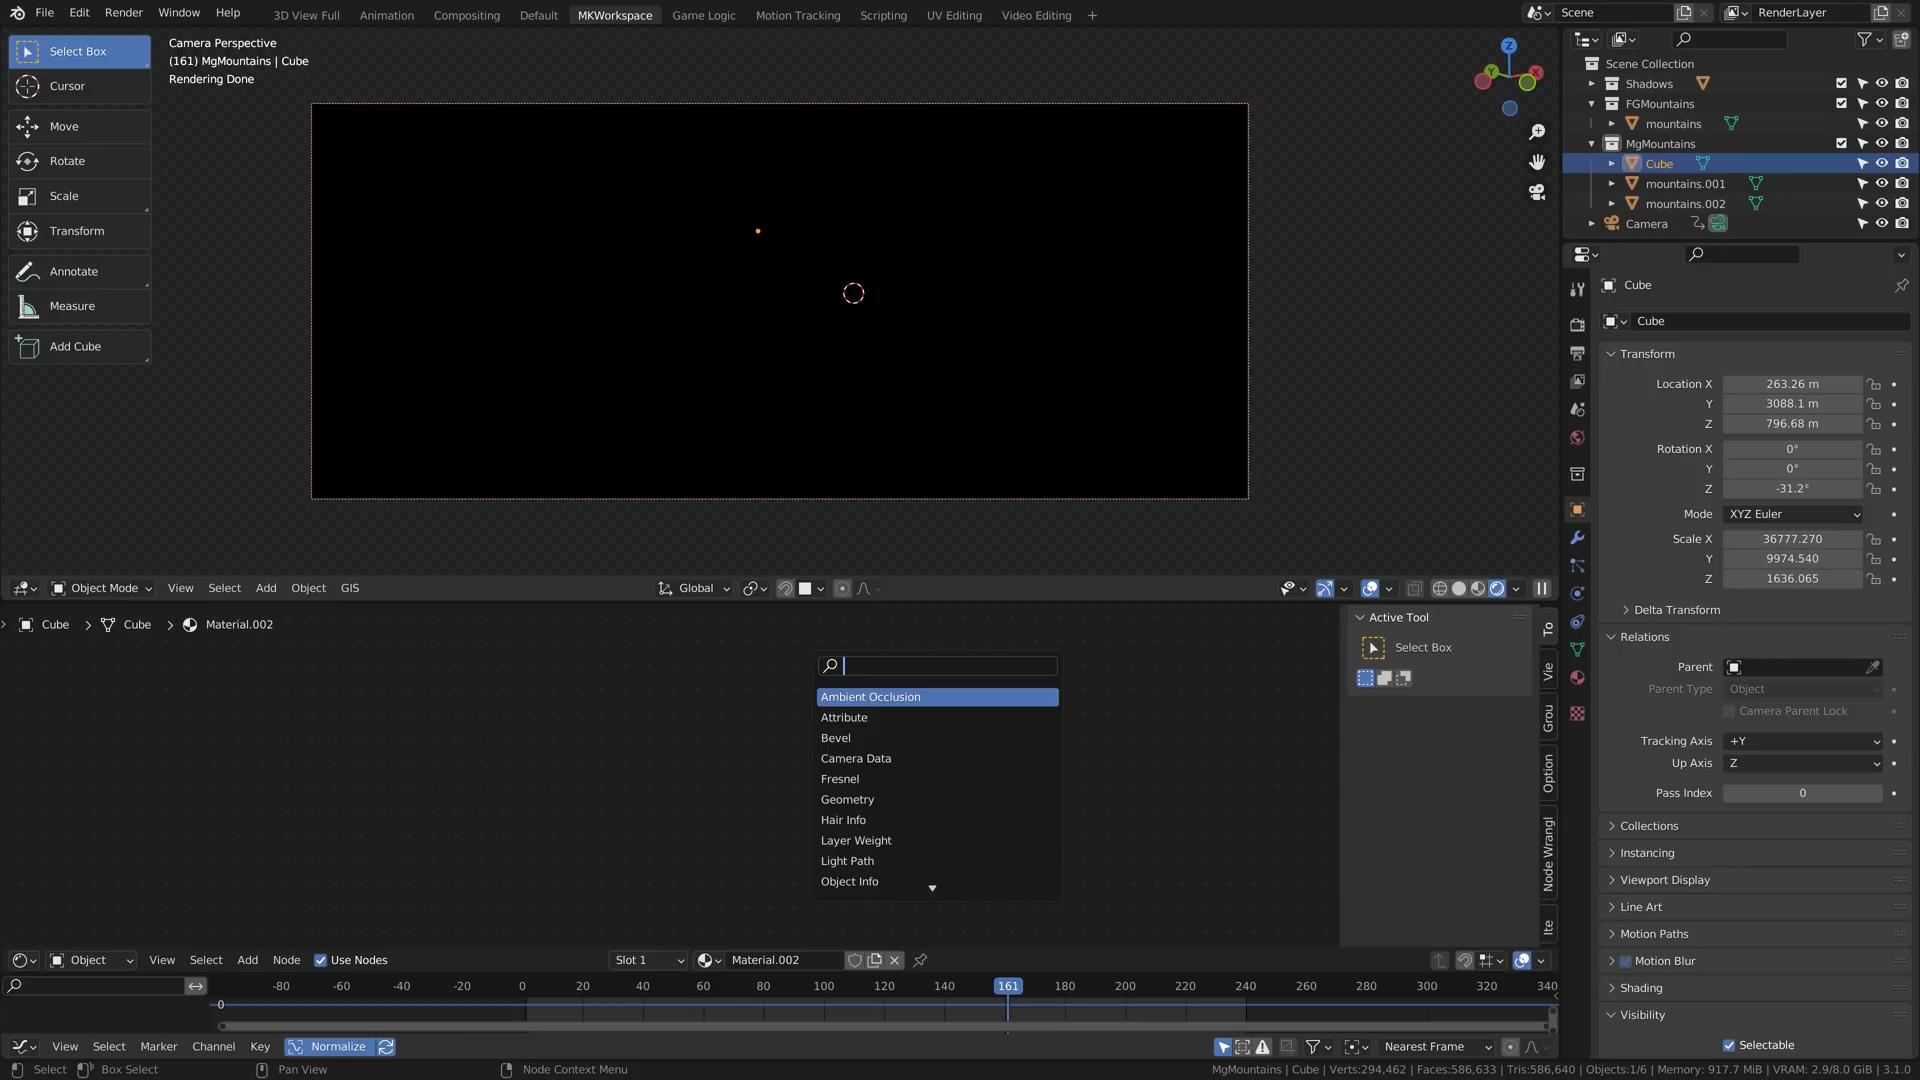 File Edit Render Window Help
3D View Full Animation Compositing Default MKWorkspace Game Logic Motion Tracking Scripting UV Editing Video Editing +
Scene
RenderLayer
Select Box
Cursor
Move
Rotate
Scale
Transform
Annotate
Measure
Add Cube
Camera Perspective
(161) MgMountains | Cube
Rendering Done
Z
Y
X
Scene Collection
Shadows
FGMountains
mountains
MgMountains
Cube
mountains.001
mountains.002
Camera
Cube
Cube
Transform
Location X 263.26 m
Y 3088.1 m
Z 796.68 m
Rotation X 0°
Y 0°
Z -31.2°
Mode XYZ Euler
Scale X 36777.270
Y 9974.540
Z 1636.065
Delta Transform
Relations
Parent
Parent Type Object
Camera Parent Lock
Tracking Axis +Y
Up Axis Z
Pass Index 0
Collections
Instancing
Viewport Display
Line Art
Motion Paths
Motion Blur
Shading
Visibility
Selectable
Object Mode View Select Add Object GIS
Global
Cube > Cube > Material.002
Ambient Occlusion
Attribute
Bevel
Camera Data
Fresnel
Geometry
Hair Info
Layer Weight
Light Path
Object Info
Active Tool
Select Box
To
Vie
Grou
Option
Node Wrangl
Ite
Object View Select Add Node Use Nodes
Slot 1
Material.002
-80 -60 -40 -20 0 20 40 60 80 100 120 140 161 180 200 220 240 260 280 300 320 340
0
View Select Marker Channel Key Normalize
Nearest Frame
Select Box Select Pan View Node Context Menu
MgMountains | Cube | Verts:294,462 | Faces:586,633 | Tris:586,640 | Objects:1/6 | Memory: 917.7 MiB | VRAM: 2.9/8.0 GiB | 3.1.0